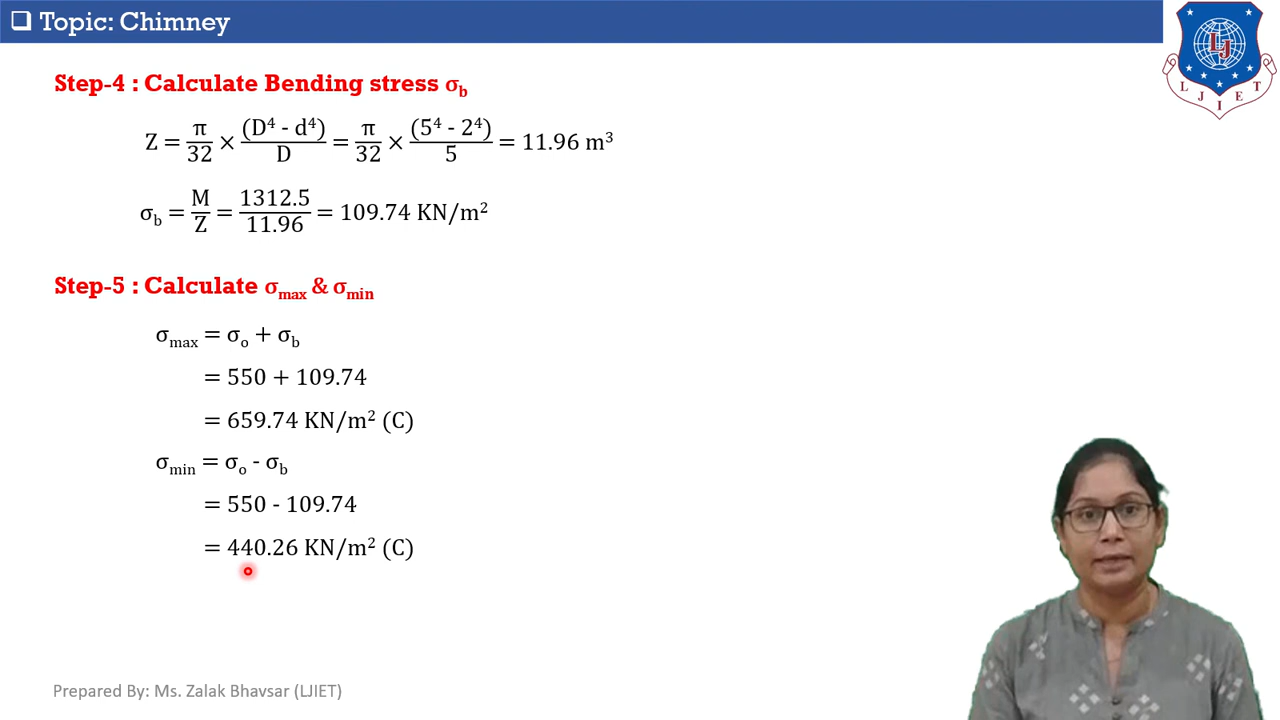 ❑ Topic: Chimney
LJIET
Step-4 : Calculate Bending stress σb
Z = π/32 × (D⁴ - d⁴)/D = π/32 × (5⁴ - 2⁴)/5 = 11.96 m³
σb = M/Z = 1312.5/11.96 = 109.74 KN/m²
Step-5 : Calculate σmax & σmin
σmax = σo + σb
= 550 + 109.74
= 659.74 KN/m² (C)
σmin = σo - σb
= 550 - 109.74
= 440.26 KN/m² (C)
Prepared By: Ms. Zalak Bhavsar (LJIET)